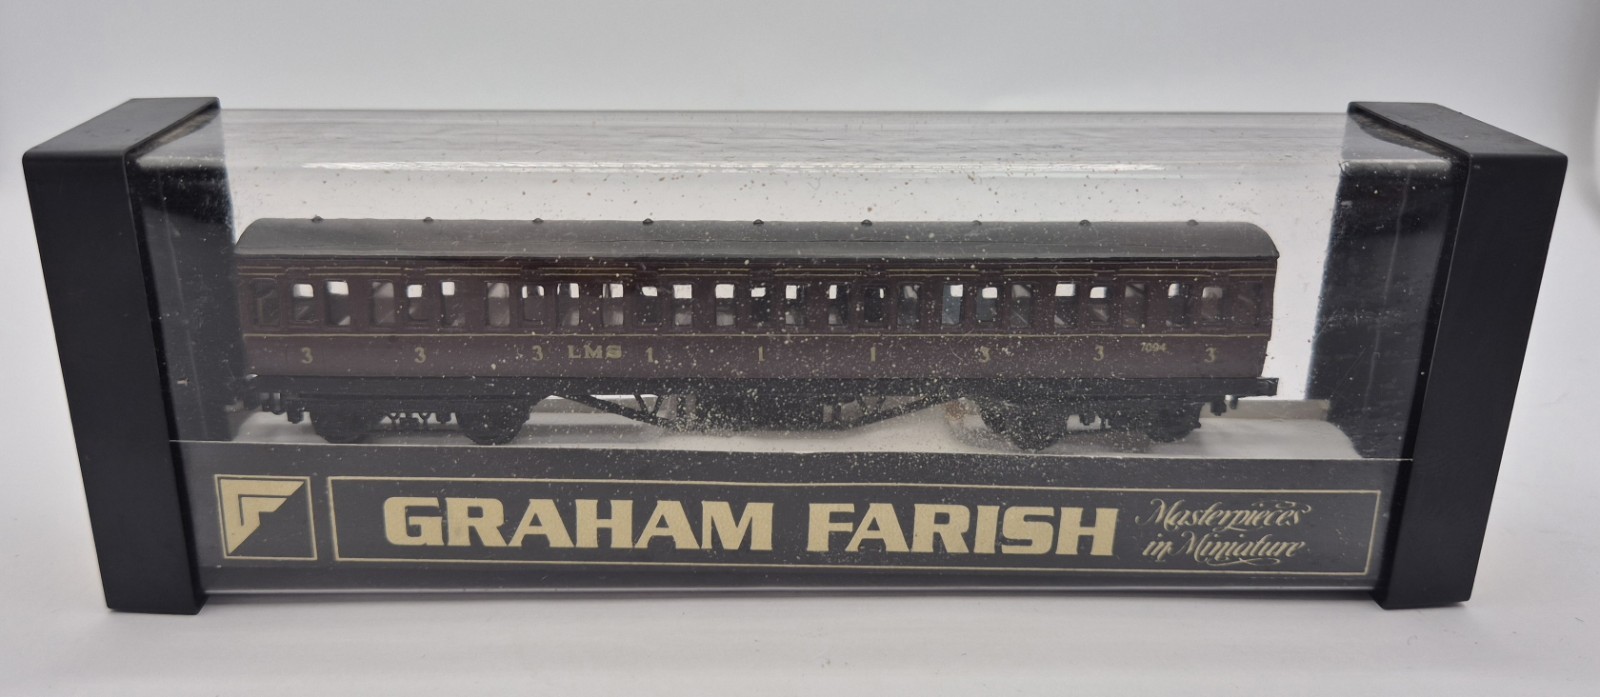 3 3 3 LMS 1 1 1 3 3 7094 3
GRAHAM FARISH
Masterpieces
in Miniature